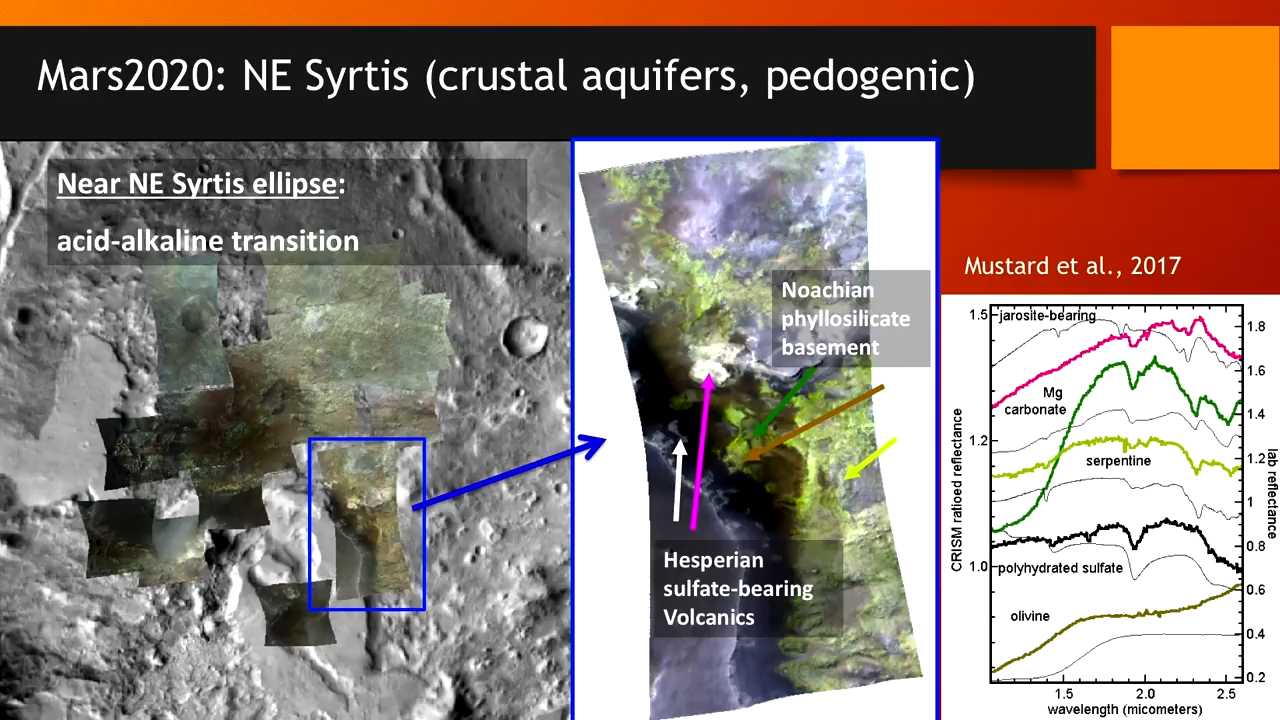 Mars2020: NE Syrtis (crustal aquifers, pedogenic)
Near NE Syrtis ellipse:
acid-alkaline transition
Noachian
phyllosilicate
basement
Hesperian
sulfate-bearing
Volcanics
Mustard et al., 2017
CRISM ratioed reflectance
1.5
1.2
1.0
jarosite-bearing
Mg
carbonate
serpentine
polyhydrated sulfate
olivine
1.8
1.6
1.4
1.2
1
0.8
0.6
0.4
0.2
lab reflectance
1.5
2.0
2.5
wavelength (micometers)